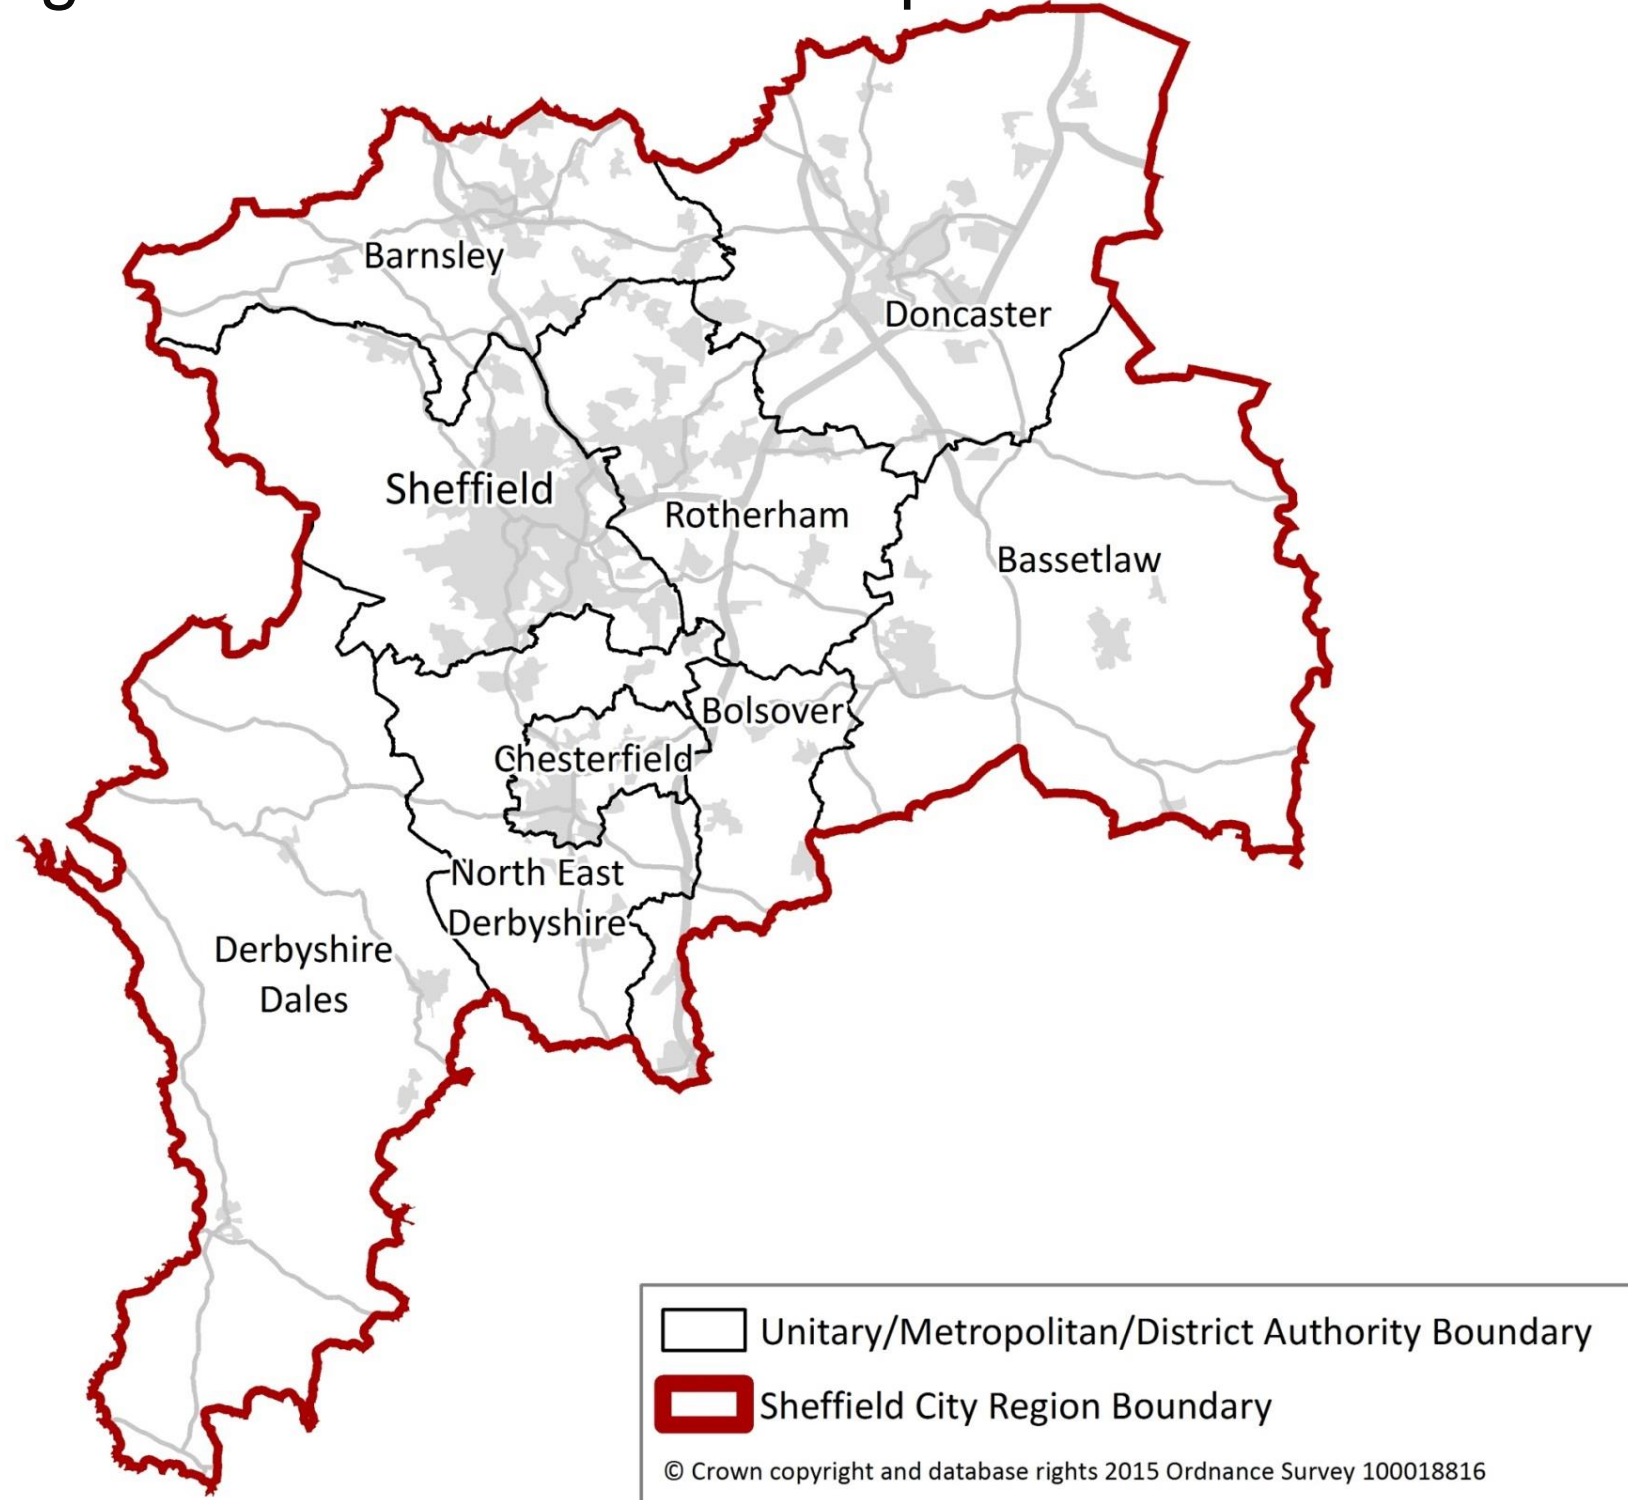 Barnsley
Doncaster
Sheffield
Rotherham
Bassetlaw
Bolsover
Chesterfield
North East
Derbyshire
Derbyshire
Dales
Unitary/Metropolitan/District Authority Boundary
Sheffield City Region Boundary
© Crown copyright and database rights 2015 Ordnance Survey 100018816